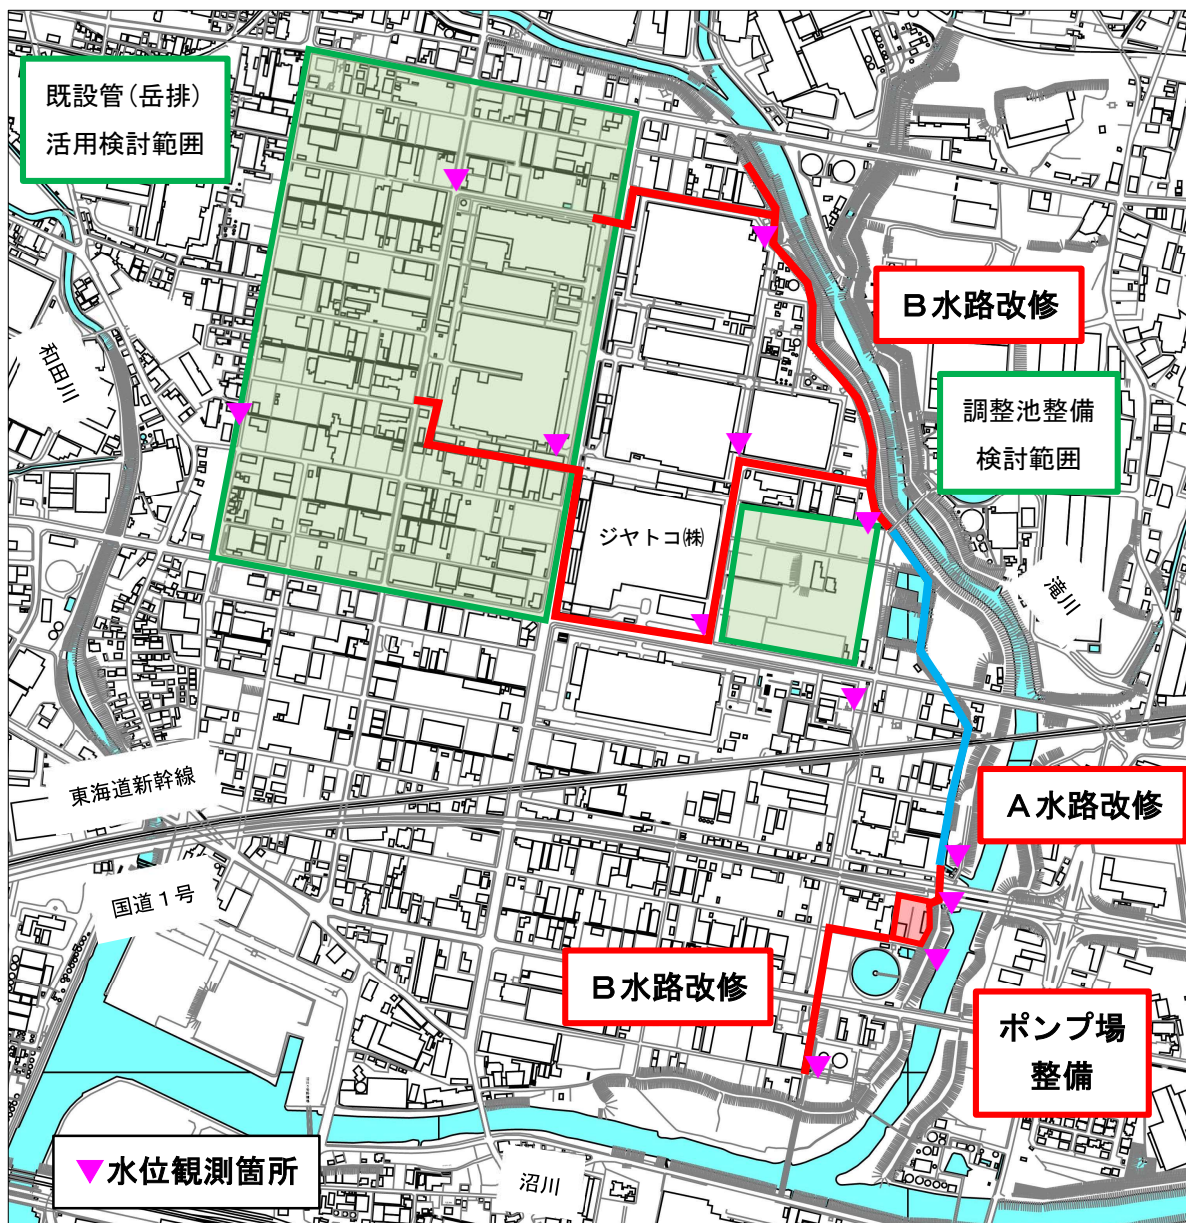 既設管(岳排)
活用検討範囲
B水路改修
和田川
調整池整備
検討範囲
ジヤトコ㈱
滝川
東海道新幹線
A水路改修
国道1号
B水路改修
ポンプ場
整備
▼水位観測箇所
沼川